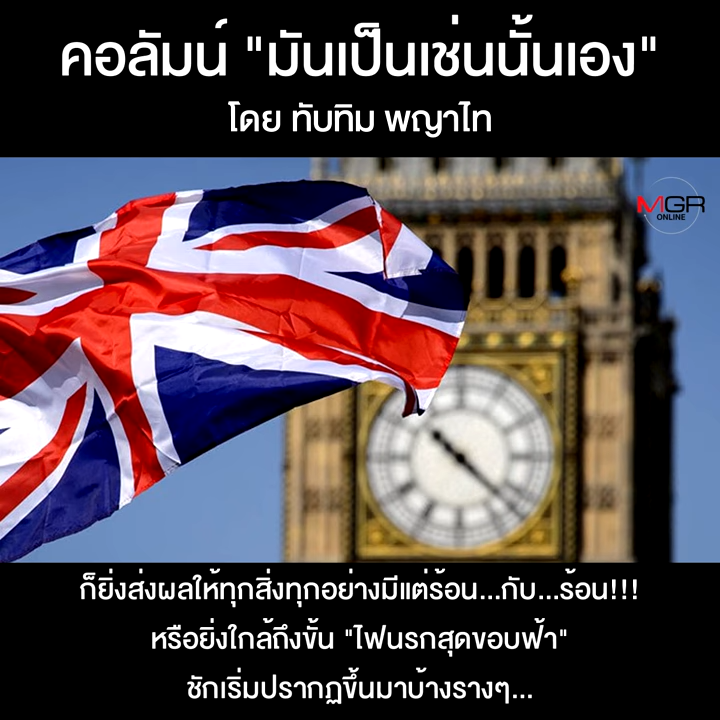 คอลัมน์ "มันเป็นเช่นนั้นเอง"
โดย ทับทิม พญาไท
MGR
ONLINE
ก็ยิ่งส่งผลให้ทุกสิ่งทุกอย่างมีแต่ร้อน...กับ...ร้อน!!!
หรือยิ่งใกล้ถึงขั้น "ไฟนรกสุดขอบฟ้า"
ชักเริ่มปรากฏขึ้นมาบ้างรางๆ...